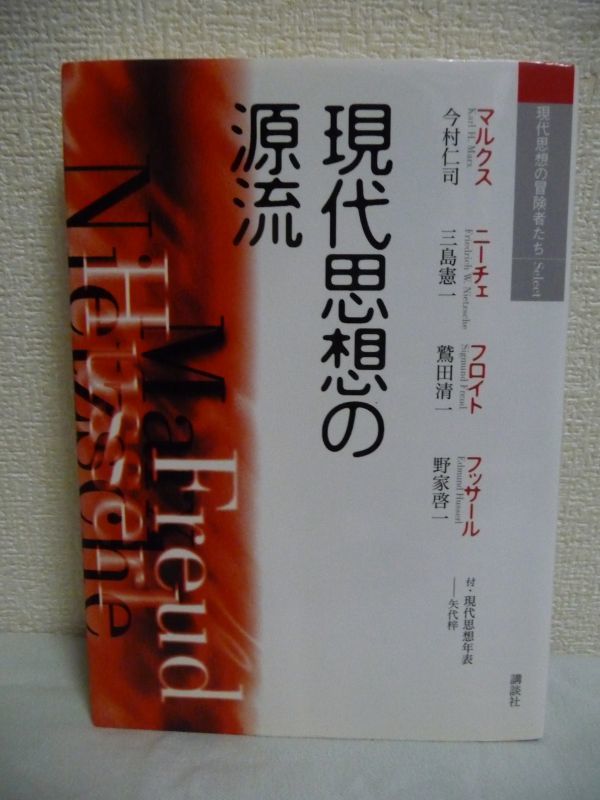 現代思想の冒険者たち Select
マルクス
Karl H. Marx
今村仁司
ニーチェ
Friedrich W. Nietzsche
三島憲一
フロイト
Sigmund Freud
鷲田清一
フッサール
Edmund Husserl
野家啓一
付・現代思想年表
——矢代梓
現代思想の
源流
講談社
Freud
Ma
Husserl
Nietzsche